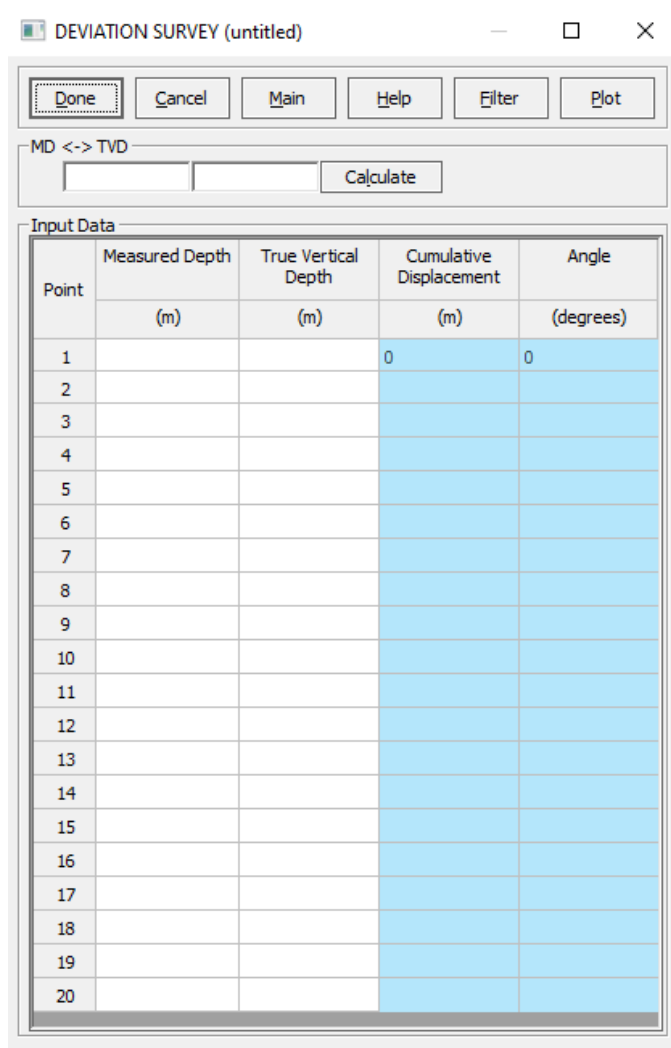 DEVIATION SURVEY (untitled)
Done Cancel Main Help Filter Plot
MD <-> TVD
Calculate
Input Data
Point Measured Depth True Vertical Depth Cumulative Displacement Angle
(m) (m) (m) (degrees)
1 0 0
2
3
4
5
6
7
8
9
10
11
12
13
14
15
16
17
18
19
20